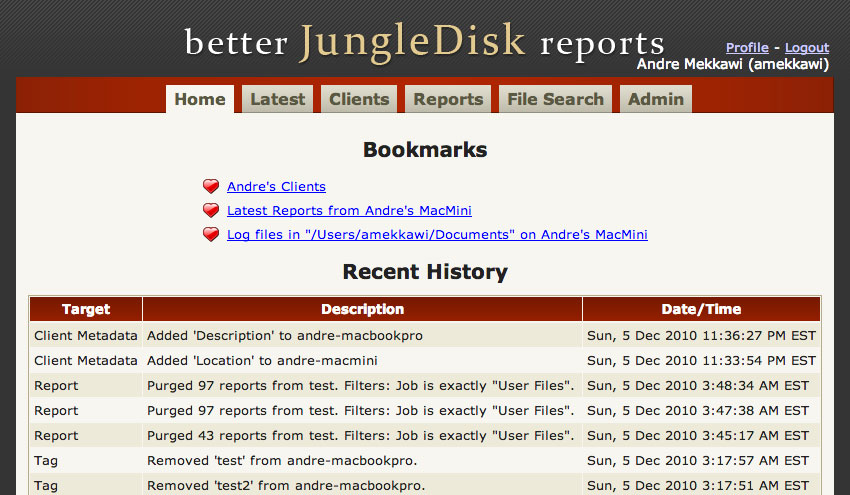 better JungleDisk reports
Profile - Logout
Andre Mekkawi (amekkawi)
Home Latest Clients Reports File Search Admin
Bookmarks
Andre's Clients
Latest Reports from Andre's MacMini
Log files in "/Users/amekkawi/Documents" on Andre's MacMini
Recent History
Target Description Date/Time
Client Metadata Added 'Description' to andre-macbookpro Sun, 5 Dec 2010 11:36:27 PM EST
Client Metadata Added 'Location' to andre-macmini Sun, 5 Dec 2010 11:33:54 PM EST
Report Purged 97 reports from test. Filters: Job is exactly "User Files". Sun, 5 Dec 2010 3:48:34 AM EST
Report Purged 97 reports from test. Filters: Job is exactly "User Files". Sun, 5 Dec 2010 3:47:38 AM EST
Report Purged 43 reports from test. Filters: Job is exactly "User Files". Sun, 5 Dec 2010 3:45:17 AM EST
Tag Removed 'test' from andre-macbookpro. Sun, 5 Dec 2010 3:17:57 AM EST
Tag Removed 'test2' from andre-macbookpro. Sun, 5 Dec 2010 3:17:51 AM EST